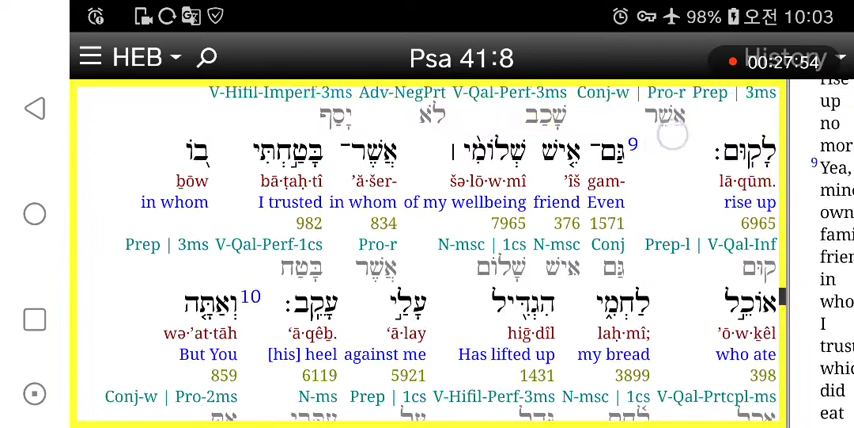 98% 오전 10:03
HEB Psa 41:8 History 00:27:54
V-Hifil-Imperf-3ms Adv-NegPrt V-Qal-Perf-3ms Conj-w | Pro-r Prep | 3ms
אֲשֶׁר שָׁכַב לֹא יָסַף
לָקֽוּם׃ 9 גַּם־ אִ֤ישׁ שְׁלוֹמִ֨י ׀ אֲשֶׁר־ בָּטַ֣חְתִּי ב֭וֹ
ḇōw bā·ṭaḥ·tî ’ă·šer- šə·lō·w·mî ’îš gam- lā·qūm.
in whom I trusted in whom of my wellbeing friend Even rise up
982 834 7965 376 1571 6965
Prep | 3ms V-Qal-Perf-1cs Pro-r N-msc | 1cs N-msc Conj Prep-l | V-Qal-Inf
קוּם גַּם אִישׁ שָׁלוֹם אֲשֶׁר בָּטַח
אוֹכֵ֥ל לַחְמִ֑י הִגְדִּ֖יל עָלַ֣י עָקֵֽב׃ 10 וְאַתָּ֤ה
wə·’at·tāh ‘ā·qêḇ. ‘ā·lay hiḡ·dîl laḥ·mî; ’ō·w·ḵêl
But You [his] heel against me Has lifted up my bread who ate
859 6119 5921 1431 3899 398
Conj-w | Pro-2ms N-ms Prep | 1cs V-Hifil-Perf-3ms N-msc | 1cs V-Qal-Prtcpl-ms
up
no
mor
9 Yea,
mine
own
fami
frien
in
who
I
trust
whic
did
eat